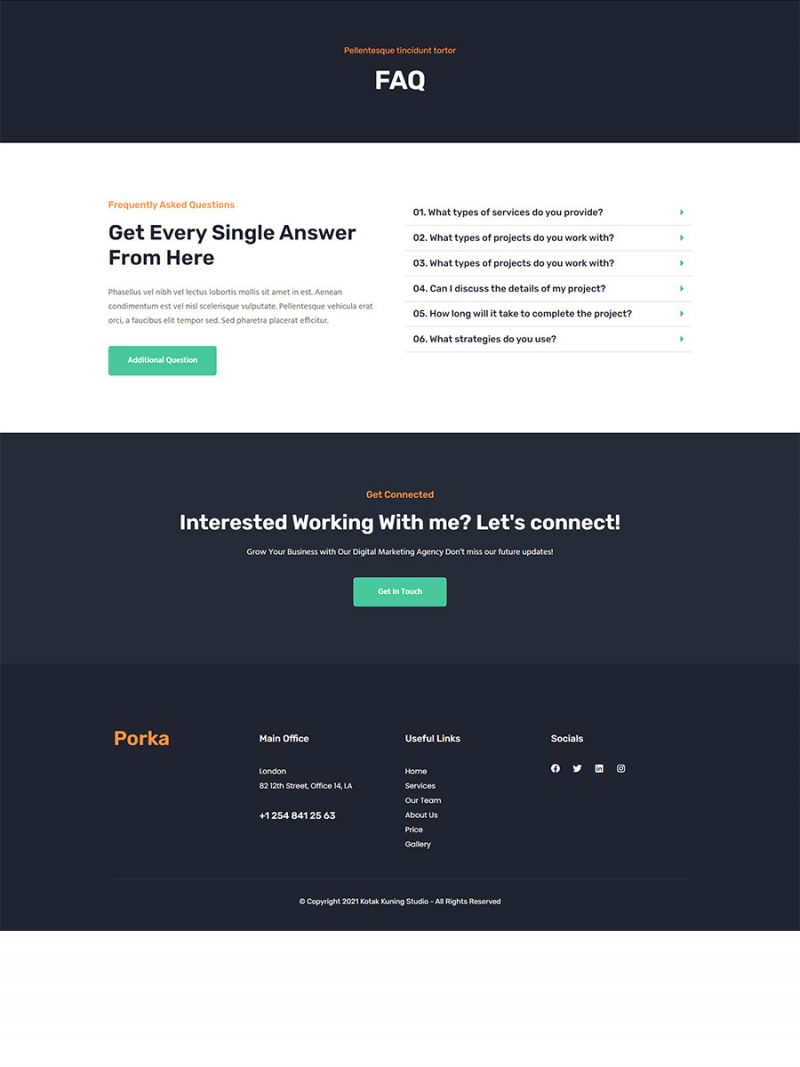 Pellentesque tincidunt tortor
FAQ
Frequently Asked Questions
Get Every Single Answer
From Here
Phasellus vel nibh vel lectus lobortis mollis sit amet in est. Aenean
condimentum est vel nisl scelerisque vulputate. Pellentesque vehicula erat
orci, a faucibus elit tempor sed. Sed pharetra placerat efficitur.
Additional Question
01. What types of services do you provide?
02. What types of projects do you work with?
03. What types of projects do you work with?
04. Can I discuss the details of my project?
05. How long will it take to complete the project?
06. What strategies do you use?
Get Connected
Interested Working With me? Let's connect!
Grow Your Business with Our Digital Marketing Agency Don't miss our future updates!
Get In Touch
Porka
Main Office
London
82 12th Street, Office 14, LA
+1 254 841 25 63
Useful Links
Home
Services
Our Team
About Us
Price
Gallery
Socials
© Copyright 2021 Kotak Kuning Studio - All Rights Reserved